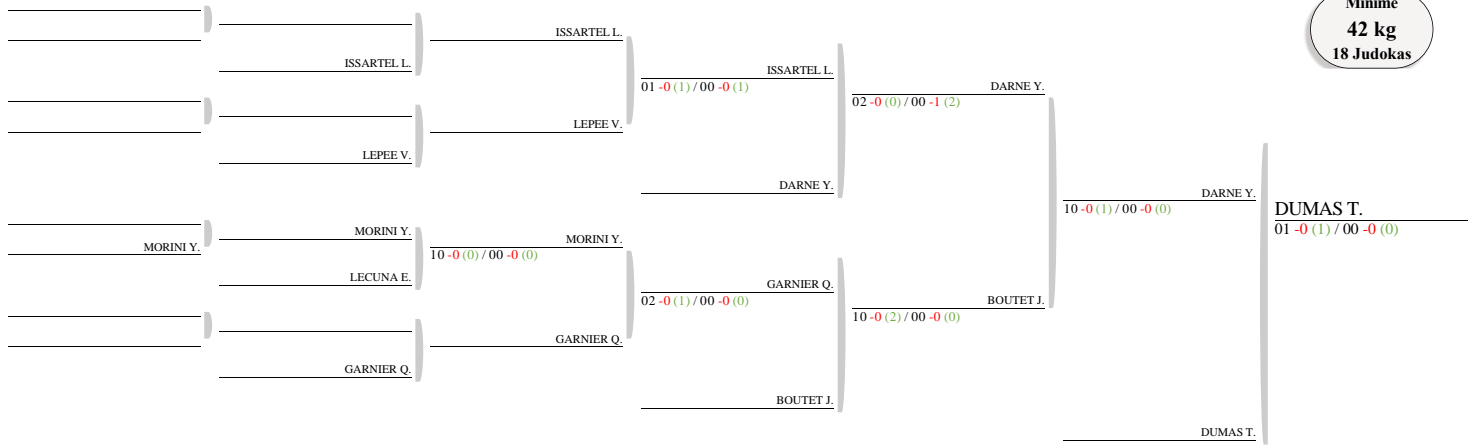 Minime
42 kg
18 Judokas
ISSARTEL L.
ISSARTEL L.
ISSARTEL L.
01 -0 (1) / 00 -0 (1)
DARNE Y.
02 -0 (0) / 00 -1 (2)
LEPEE V.
LEPEE V.
DARNE Y.
DARNE Y.
10 -0 (1) / 00 -0 (0)
DUMAS T.
01 -0 (1) / 00 -0 (0)
MORINI Y.
MORINI Y.
MORINI Y.
10 -0 (0) / 00 -0 (0)
LECUNA E.
GARNIER Q.
02 -0 (1) / 00 -0 (0)
BOUTET J.
10 -0 (2) / 00 -0 (0)
GARNIER Q.
GARNIER Q.
BOUTET J.
DUMAS T.